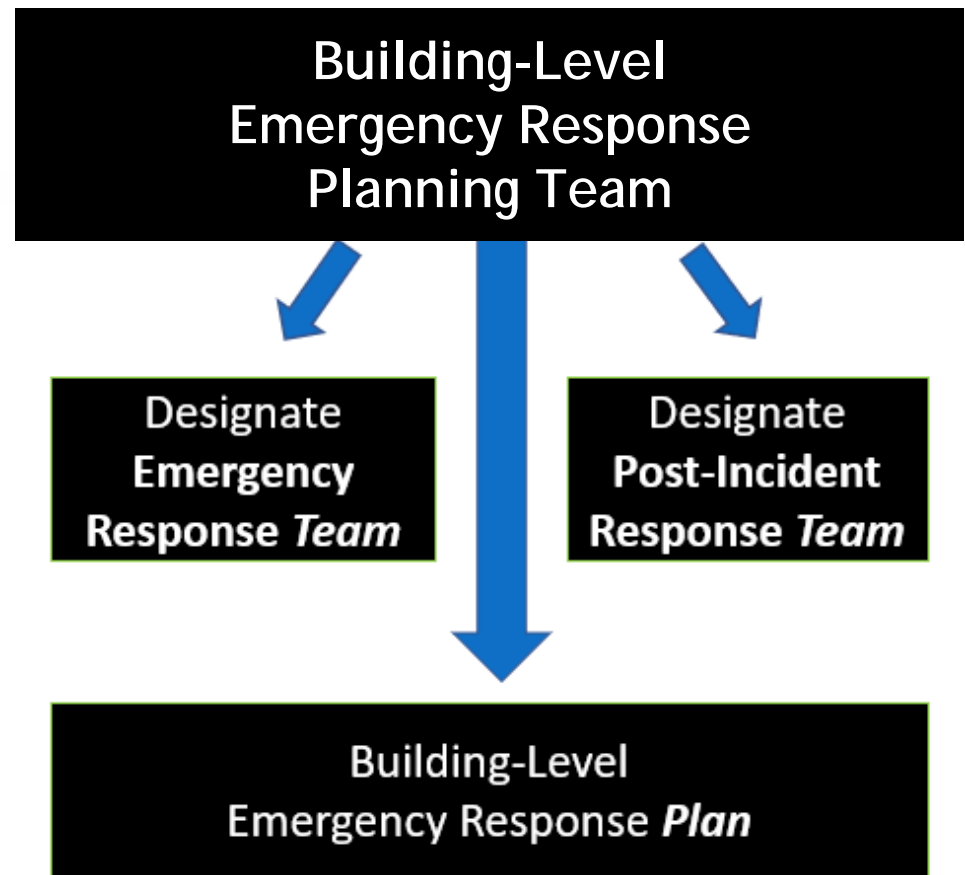 Building-Level
Emergency Response
Planning Team
Designate
Emergency
Response Team
Designate
Post-Incident
Response Team
Building-Level
Emergency Response Plan